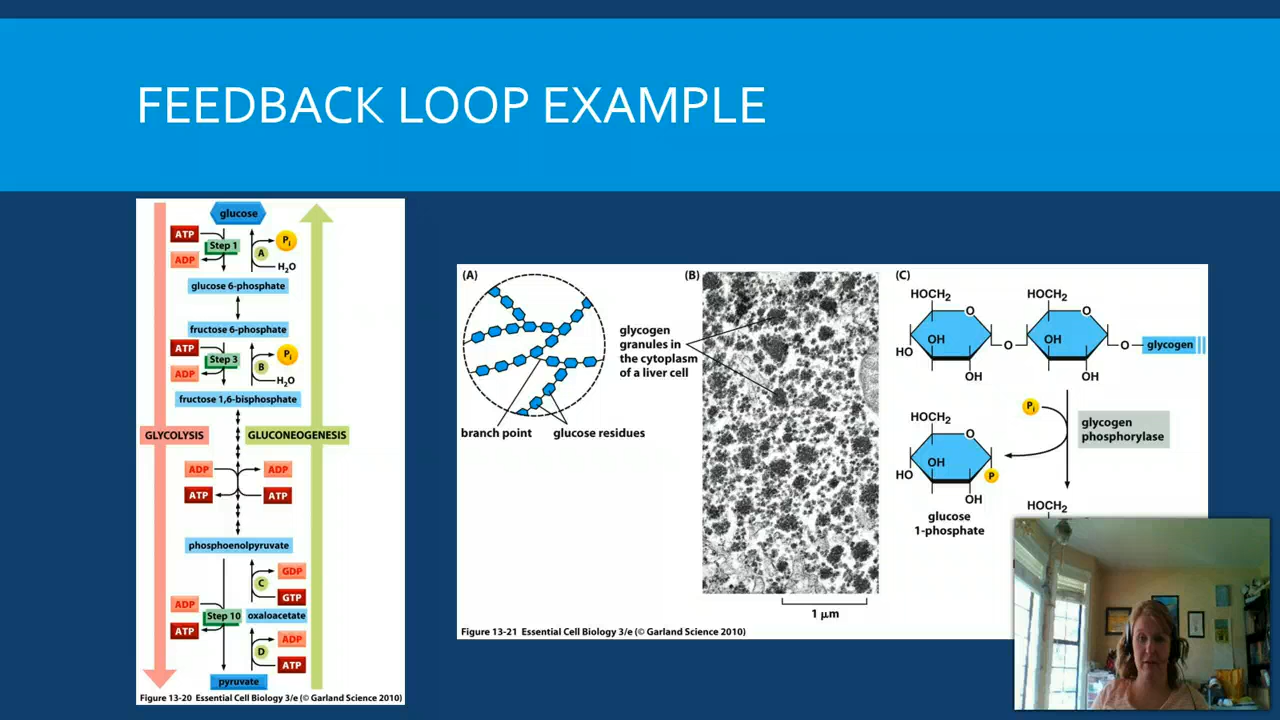 FEEDBACK LOOP EXAMPLE
glucose
ATP
Step 1
ADP
A
Pi
H2O
glucose 6-phosphate
fructose 6-phosphate
ATP
Step 3
ADP
B
Pi
H2O
fructose 1,6-bisphosphate
GLYCOLYSIS
GLUCONEOGENESIS
ADP
ADP
ATP
ATP
phosphoenolpyruvate
C
GDP
GTP
ADP
Step 10
oxaloacetate
ATP
D
ADP
ATP
pyruvate
Figure 13-20 Essential Cell Biology 3/e (© Garland Science 2010)
(A)
branch point
glucose residues
(B)
glycogen
granules in
the cytoplasm
of a liver cell
1 µm
(C)
HOCH2
HOCH2
O
O
OH
OH
HO
O
O
glycogen
OH
OH
Pi
glycogen
phosphorylase
HOCH2
O
OH
HO
P
OH
glucose
1-phosphate
HOCH2
Figure 13-21 Essential Cell Biology 3/e (© Garland Science 2010)